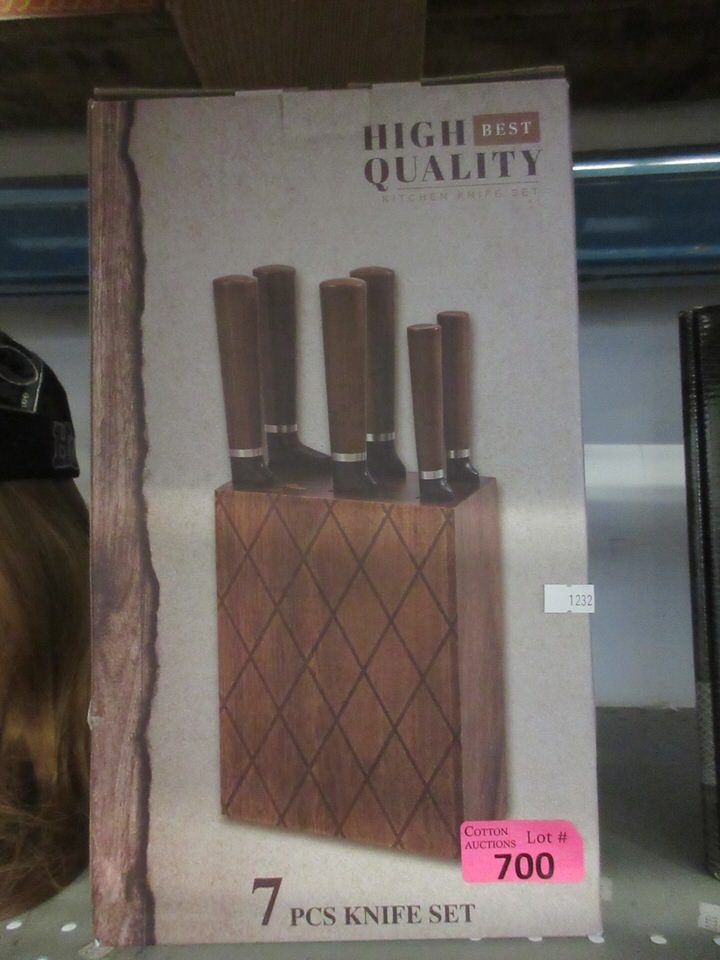 HIGH BEST
QUALITY
KITCHEN KNIFE SET
1232
COTTON
AUCTIONS Lot #
700
7 PCS KNIFE SET